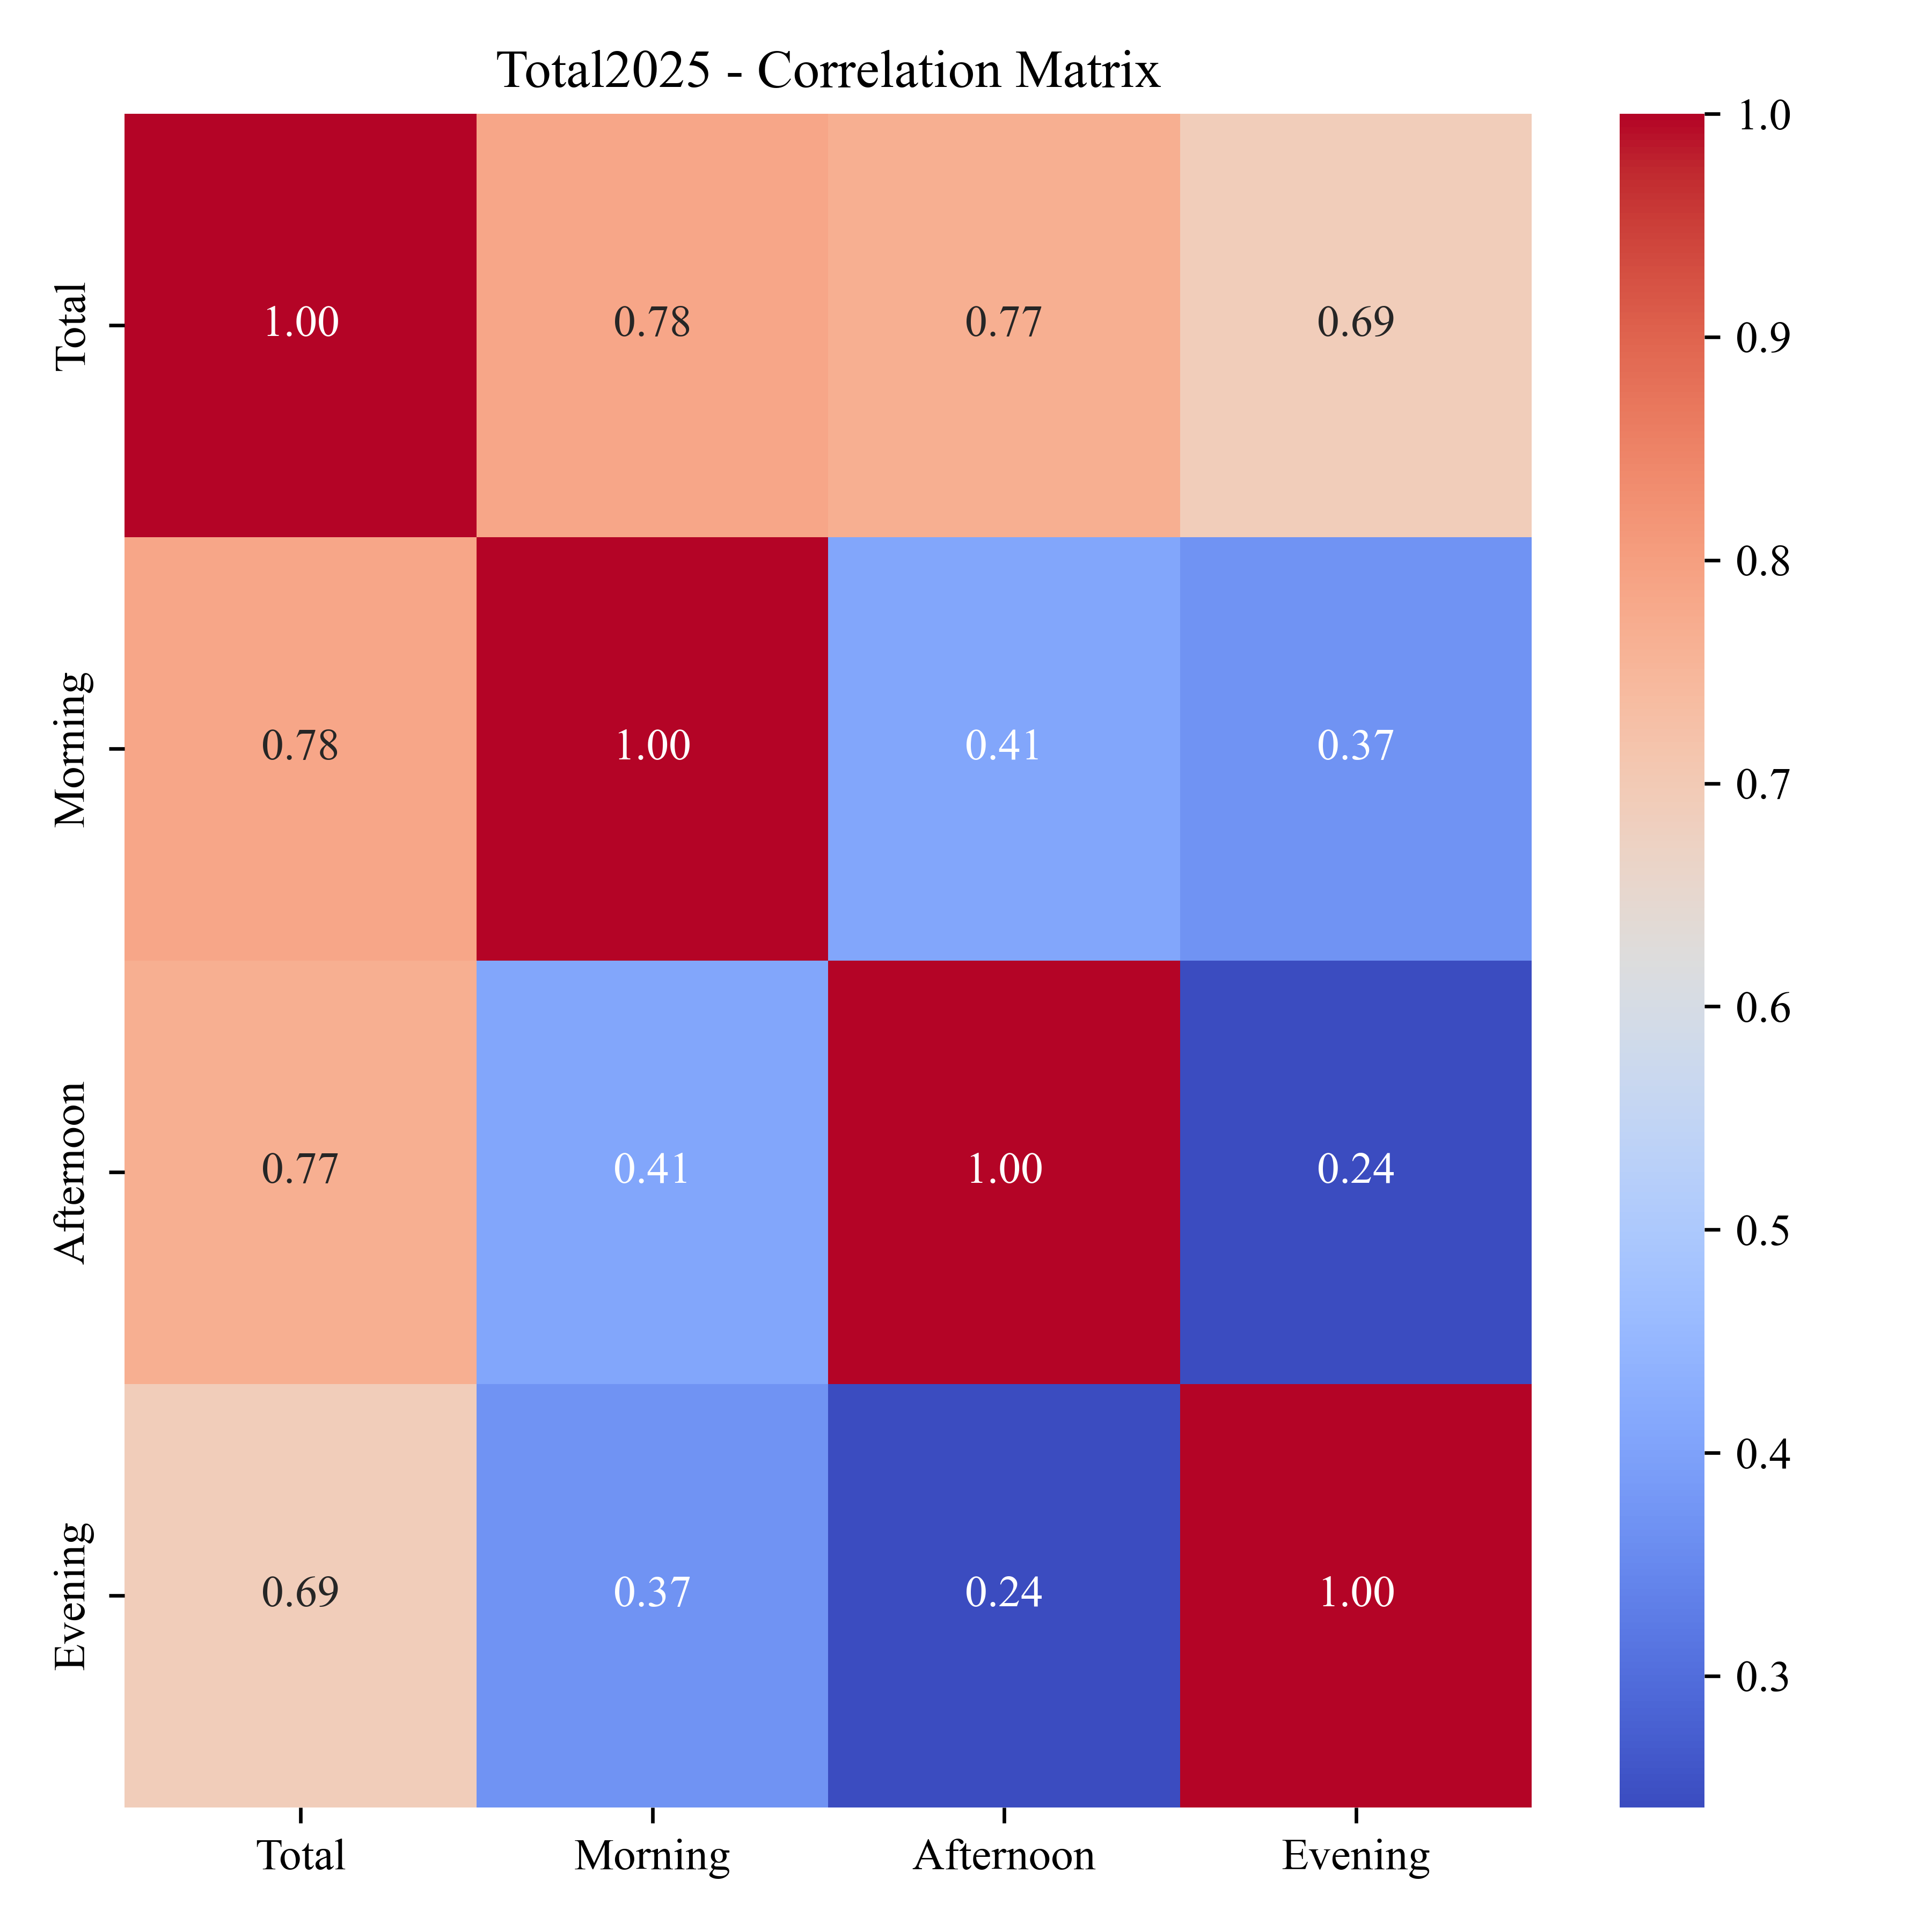 Total2025 - Correlation Matrix
Total 1.00 0.78 0.77 0.69
Morning 0.78 1.00 0.41 0.37
Afternoon 0.77 0.41 1.00 0.24
Evening 0.69 0.37 0.24 1.00
Total Morning Afternoon Evening
1.0
0.9
0.8
0.7
0.6
0.5
0.4
0.3